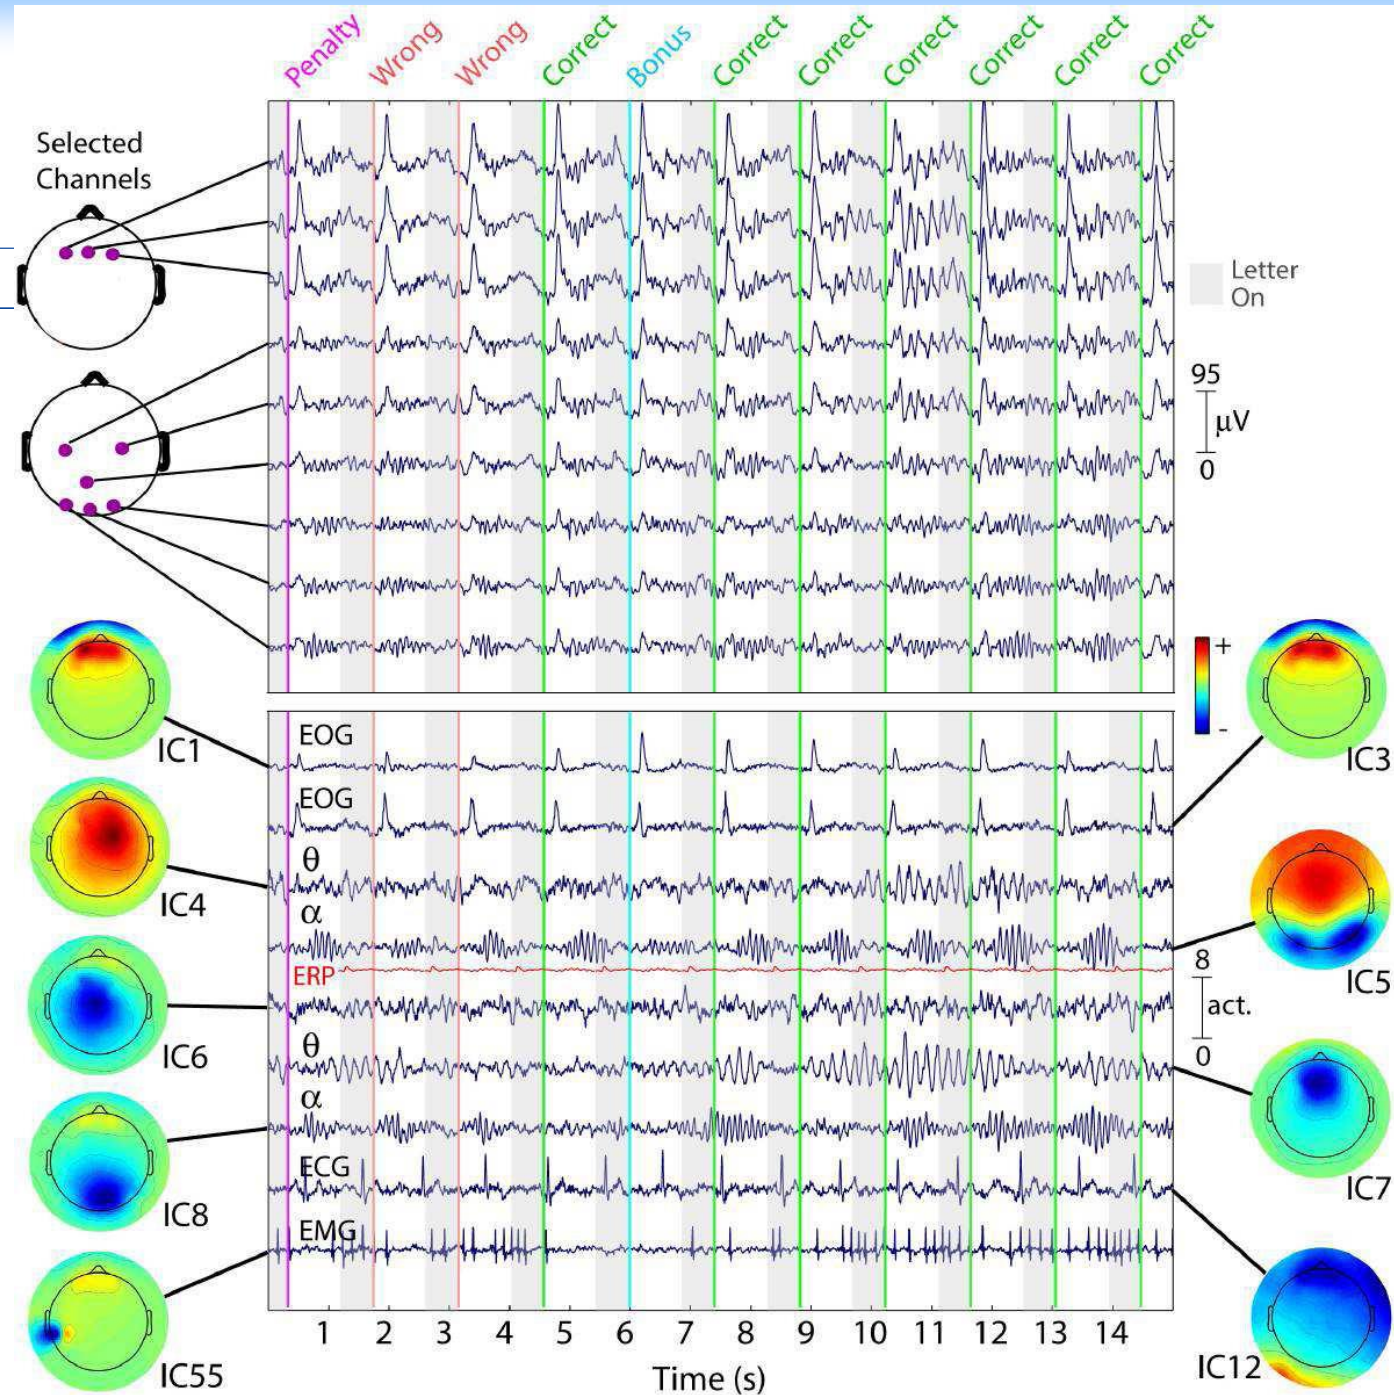 Penalty
Wrong
Wrong
Correct
Bonus
Correct
Correct
Correct
Correct
Correct
Correct
Selected
Channels
Letter
On
95
μV
0
+
-
IC1
IC4
IC6
IC8
IC55
EOG
EOG
θ
α
ERP
θ
α
ECG
EMG
IC3
IC5
8
act.
0
IC7
IC12
1 2 3 4 5 6 7 8 9 10 11 12 13 14
Time (s)